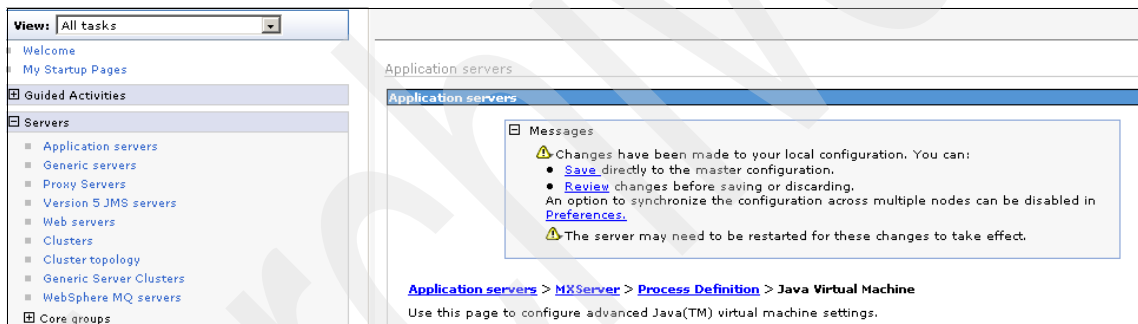 View: All tasks
Welcome
My Startup Pages
Guided Activities
Servers
Application servers
Generic servers
Proxy Servers
Version 5 JMS servers
Web servers
Clusters
Cluster topology
Generic Server Clusters
WebSphere MQ servers
Core groups
Application servers
Application servers
Messages
Changes have been made to your local configuration. You can:
Save directly to the master configuration.
Review changes before saving or discarding.
An option to synchronize the configuration across multiple nodes can be disabled in
Preferences.
The server may need to be restarted for these changes to take effect.
Application servers > MXServer > Process Definition > Java Virtual Machine
Use this page to configure advanced Java(TM) virtual machine settings.